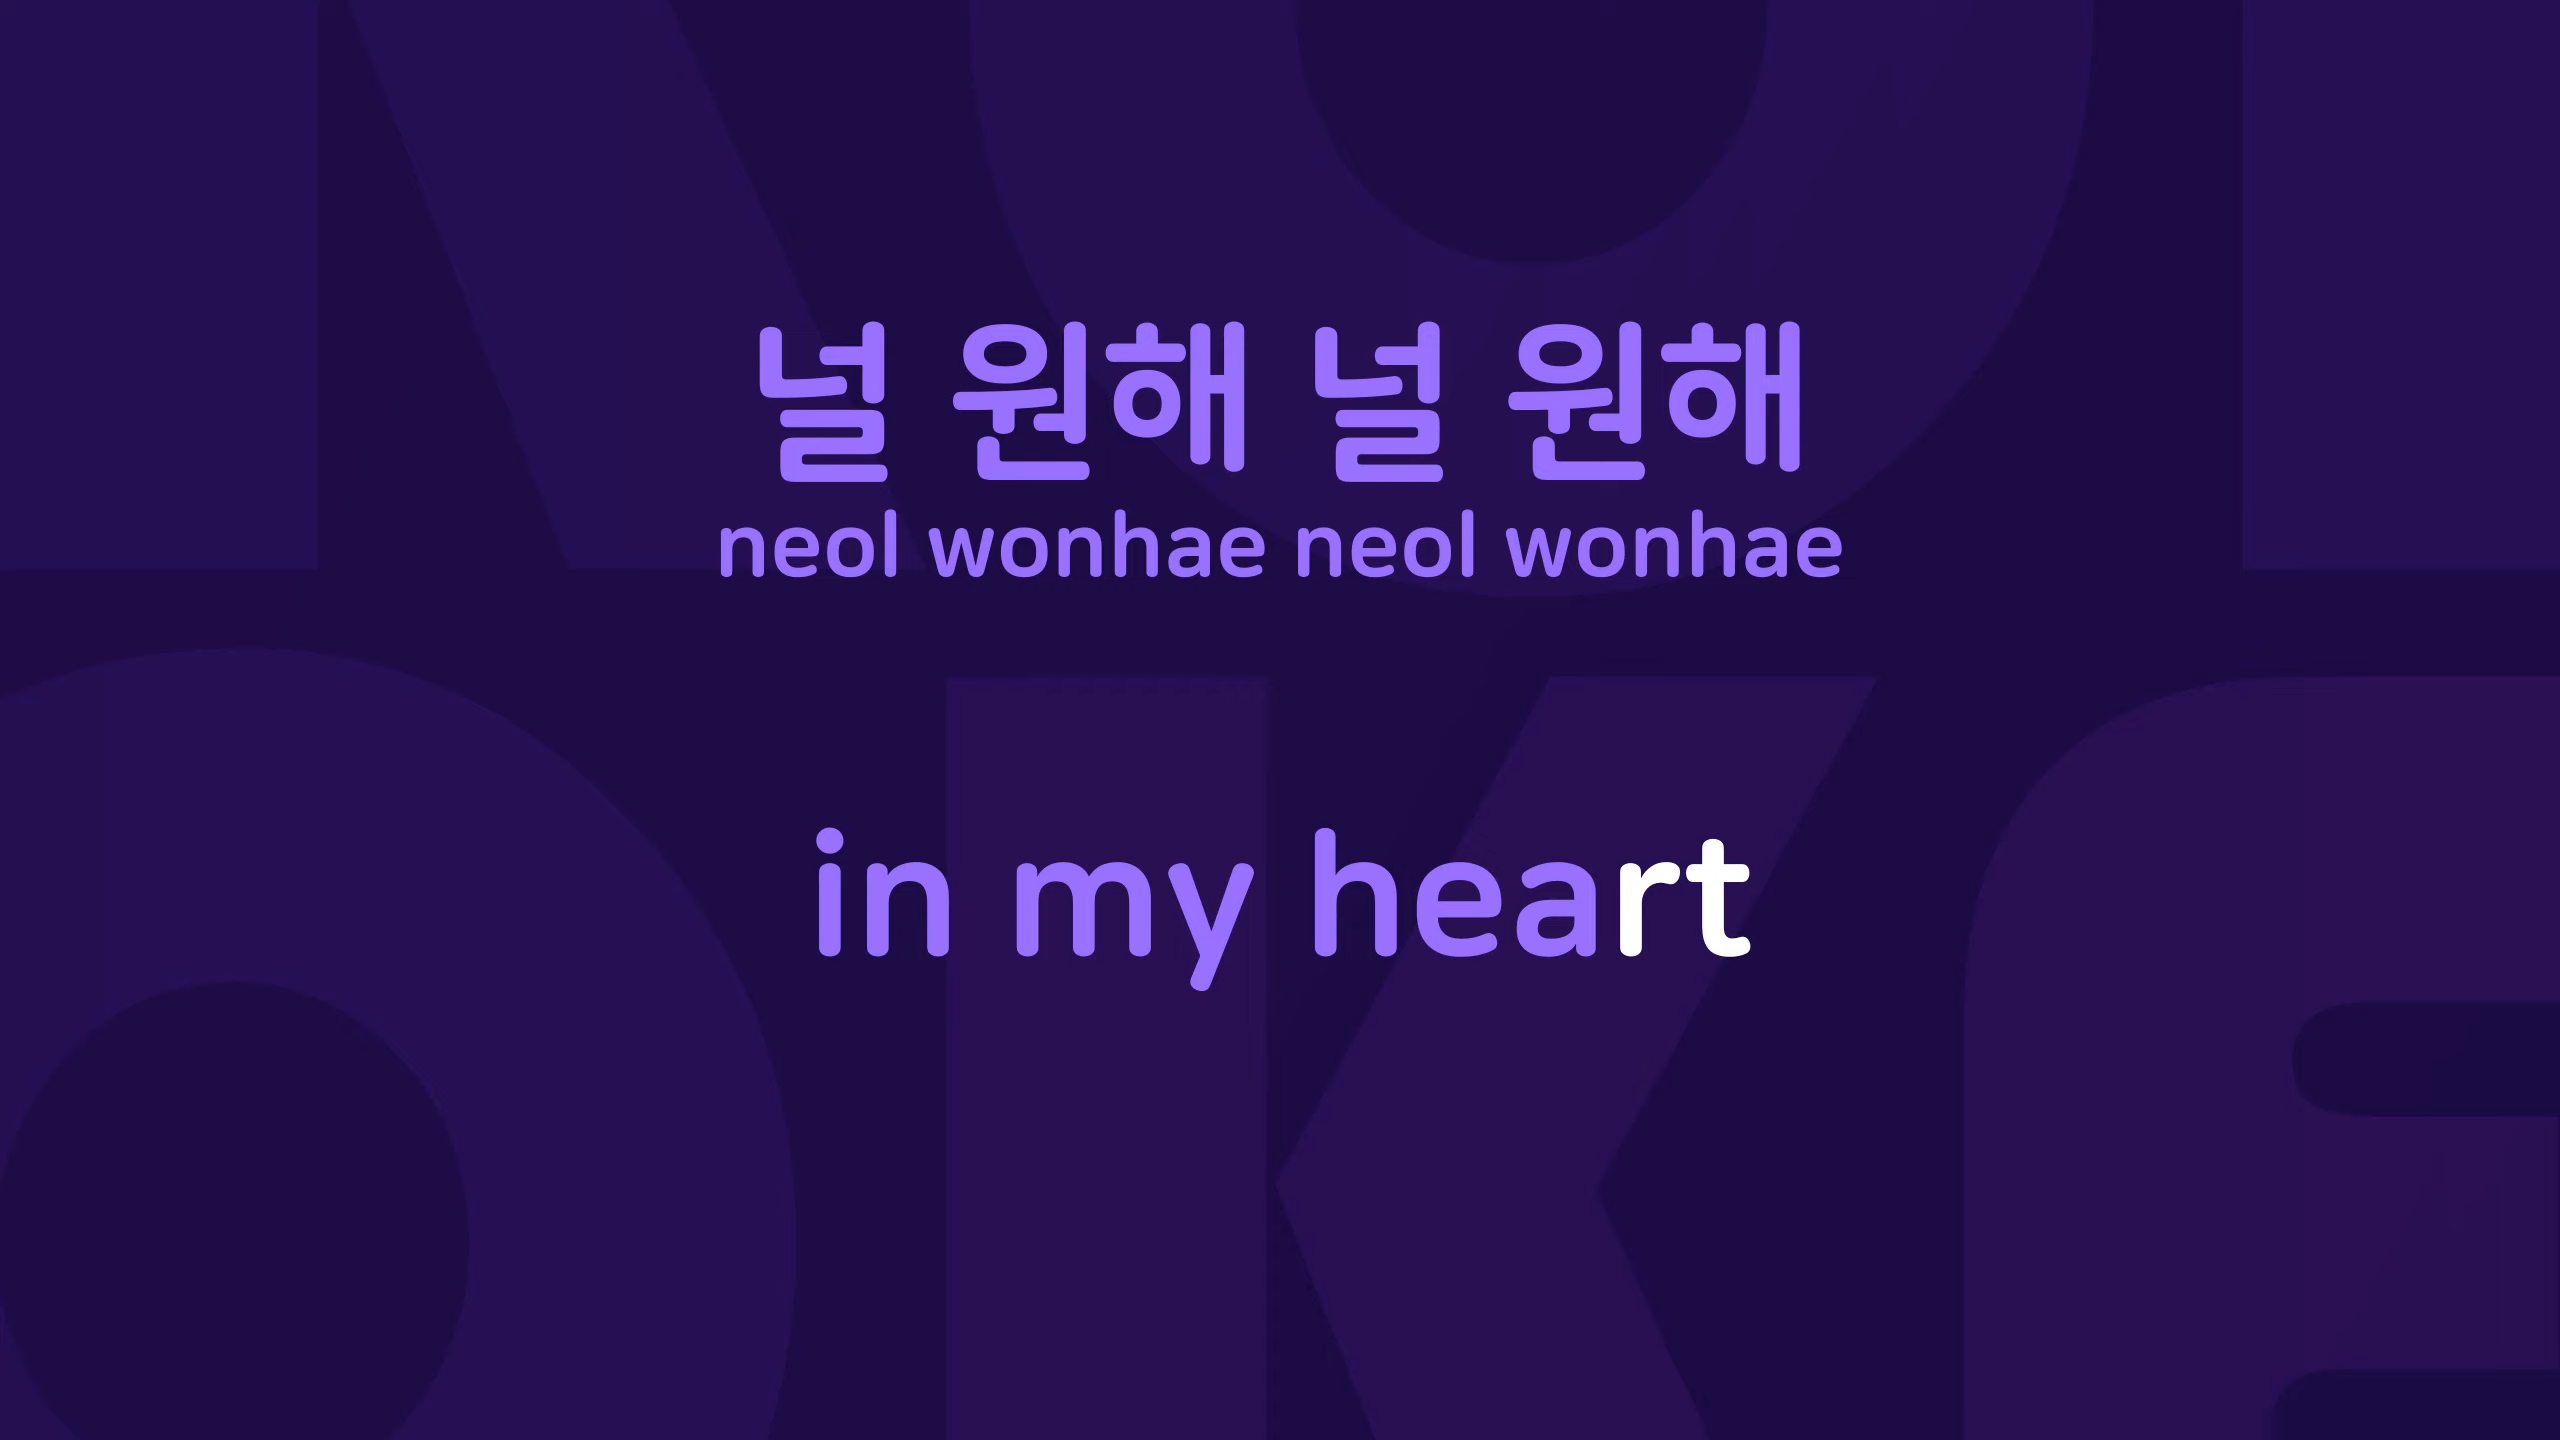 널 원해 널 원해
neol wonhae neol wonhae
in my heart